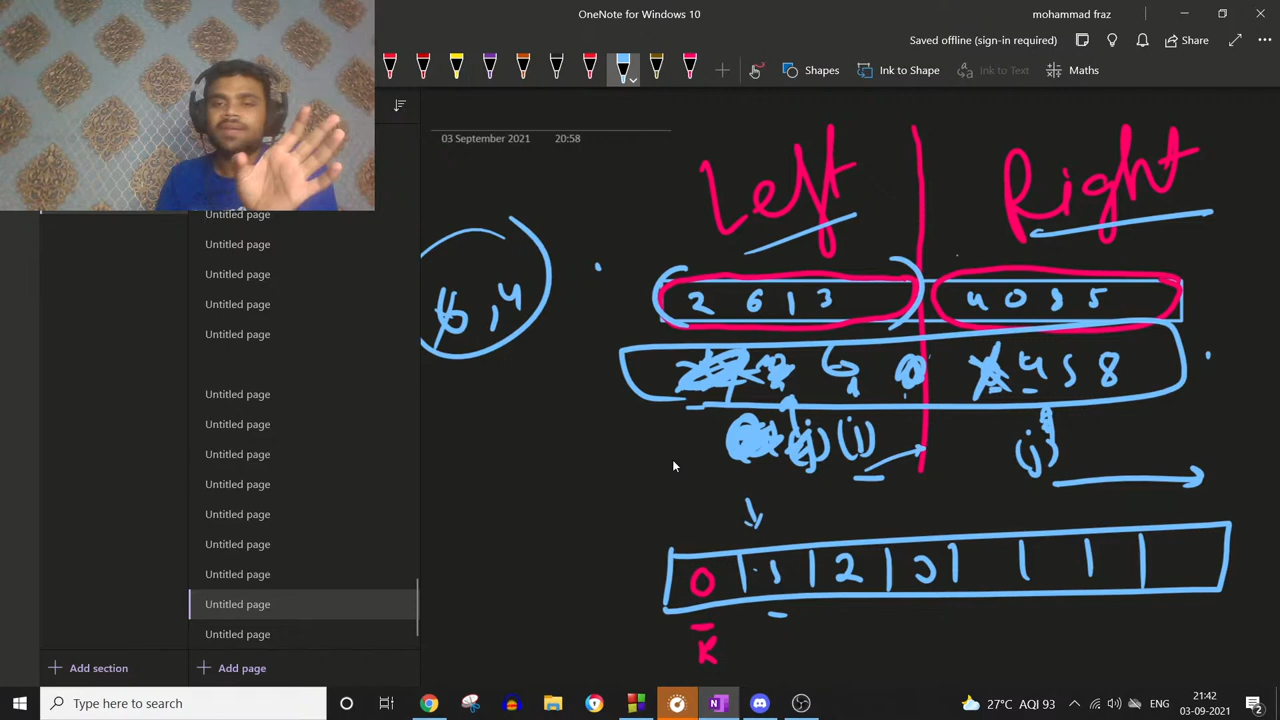 OneNote for Windows 10
mohammad fraz
Saved offline (sign-in required)
Share
Shapes
Ink to Shape
Ink to Text
Maths
03 September 2021 20:58
Left Right
Untitled page
Untitled page
Untitled page
Untitled page
Untitled page
Untitled page
Untitled page
Untitled page
Untitled page
Untitled page
Untitled page
Untitled page
Untitled page
Untitled page
2 6 1 3 4 0 8 5
6, 4
6 4 5 8
(j) (i) (j)
0 1 2 3
K
Add section
Add page
Type here to search
27°C AQI 93
ENG
21:42
03-09-2021
2